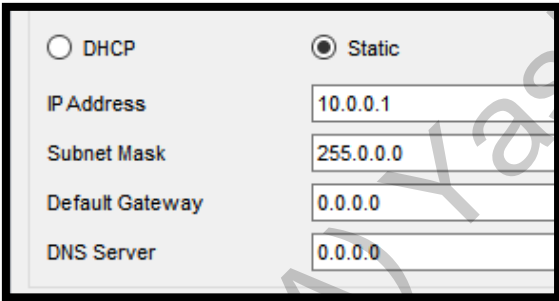 DHCP Static
IP Address 10.0.0.1
Subnet Mask 255.0.0.0
Default Gateway 0.0.0.0
DNS Server 0.0.0.0